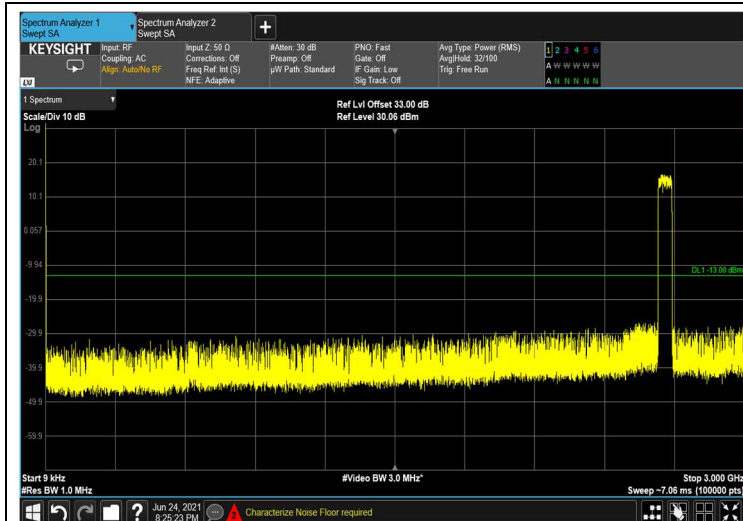 Spectrum Analyzer 1
Swept SA
Spectrum Analyzer 2
Swept SA
+
KEYSIGHT
LXI
Input: RF
Coupling: AC
Align: Auto/No RF
Input Z: 50 Ω
Corrections: Off
Freq Ref: Int (S)
NFE: Adaptive
#Atten: 30 dB
Preamp: Off
µW Path: Standard
PNO: Fast
Gate: Off
IF Gain: Low
Sig Track: Off
Avg Type: Power (RMS)
Avg|Hold: 32/100
Trig: Free Run
1 2 3 4 5 6
A W W W W W
A N N N N N
1 Spectrum
Scale/Div 10 dB
Log
Ref Lvl Offset 33.00 dB
Ref Level 30.06 dBm
20.1
10.1
0.057
-9.94
DL1 -13.00 dBm
-19.9
-29.9
-39.9
-49.9
-59.9
Start 9 kHz
#Res BW 1.0 MHz
#Video BW 3.0 MHz*
Stop 3.000 GHz
Sweep ~7.06 ms (100000 pts)
?
Jun 24, 2021
8:25:23 PM
2
Characterize Noise Floor required